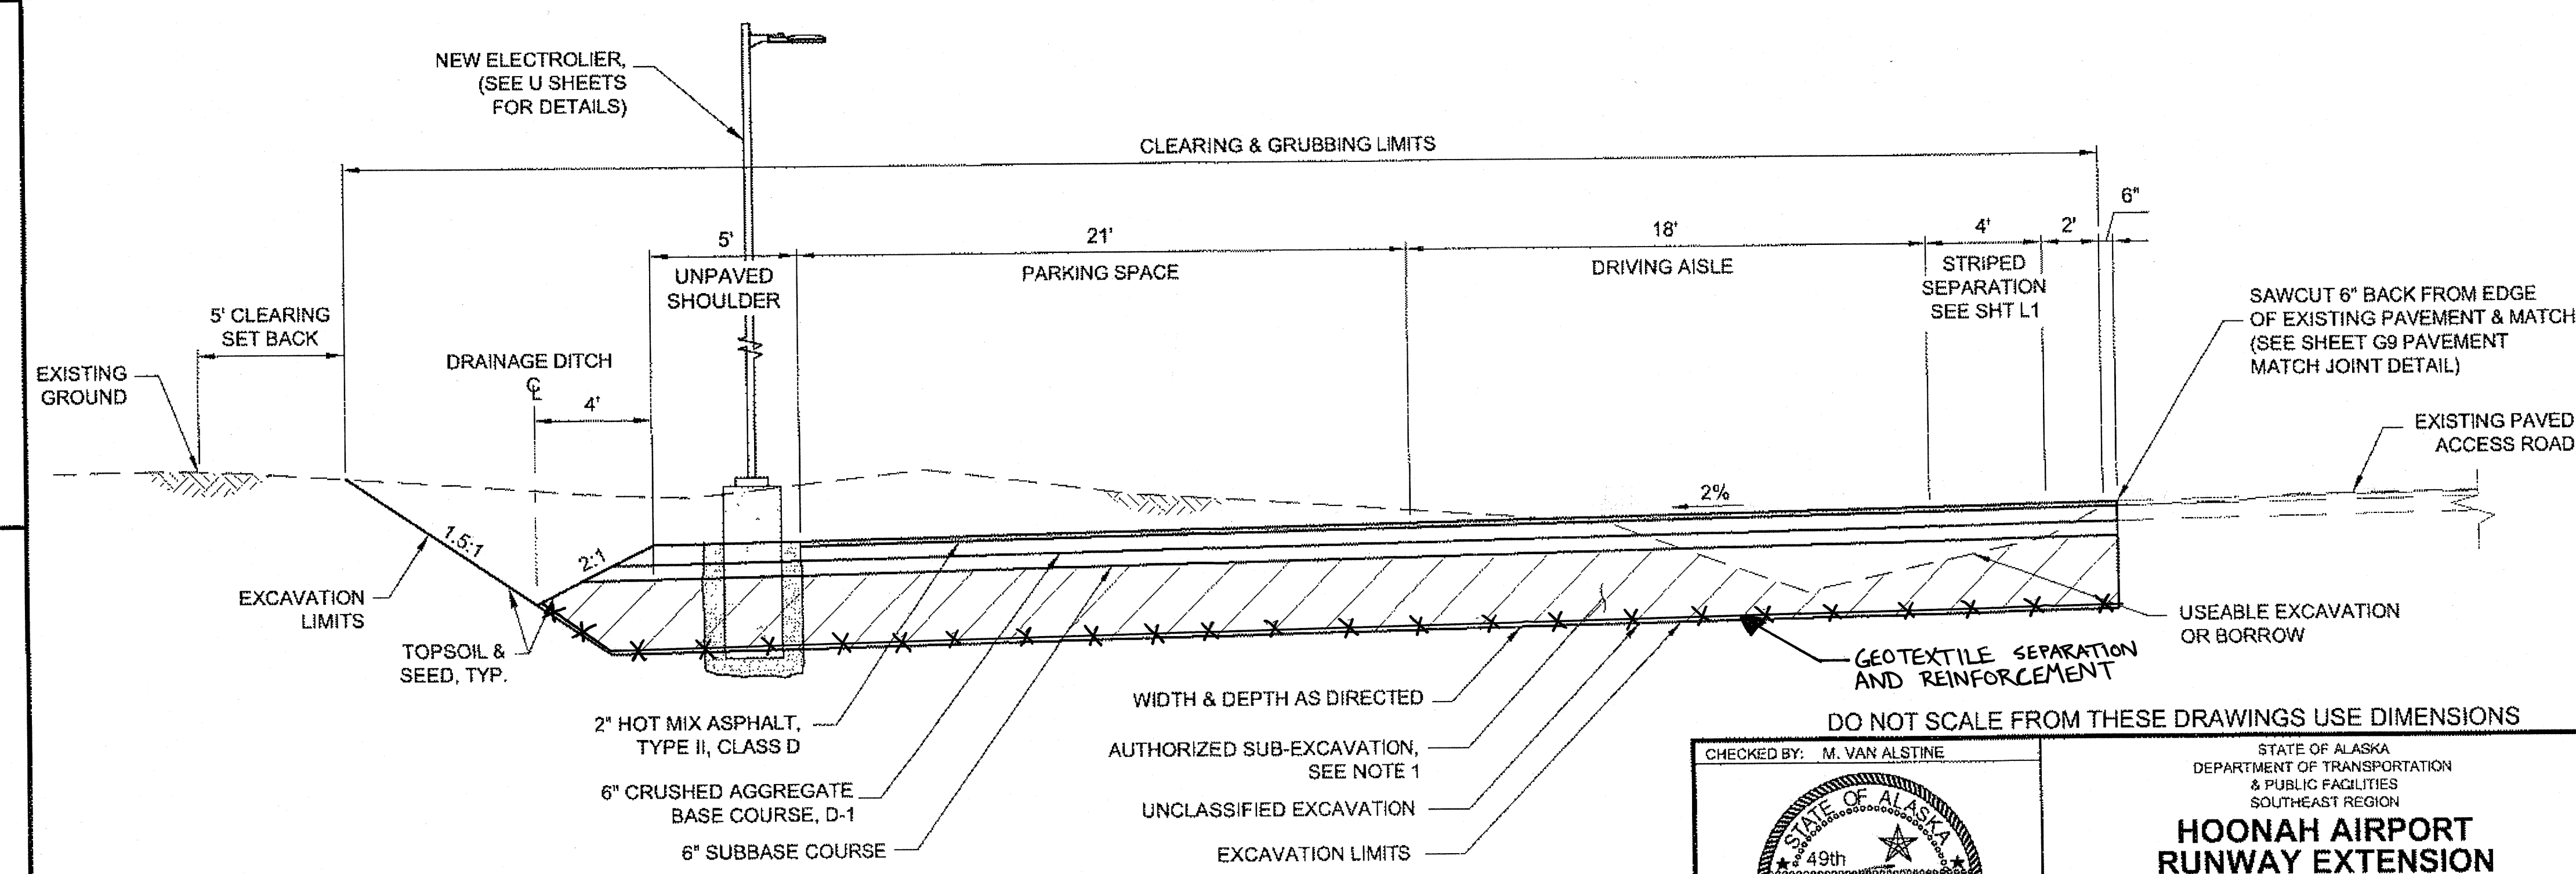 NEW ELECTROLIER,
(SEE U SHEETS
FOR DETAILS)
CLEARING & GRUBBING LIMITS
6"
5'
21'
18'
4'
2'
UNPAVED
SHOULDER
PARKING SPACE
DRIVING AISLE
STRIPED
SEPARATION
SEE SHT L1
SAWCUT 6" BACK FROM EDGE
OF EXISTING PAVEMENT & MATCH
(SEE SHEET G9 PAVEMENT
MATCH JOINT DETAIL)
5' CLEARING
SET BACK
DRAINAGE DITCH
℄
4'
EXISTING
GROUND
EXISTING PAVED
ACCESS ROAD
2%
1.5:1
2:1
EXCAVATION
LIMITS
TOPSOIL &
SEED, TYP.
USEABLE EXCAVATION
OR BORROW
GEOTEXTILE SEPARATION
AND REINFORCEMENT
WIDTH & DEPTH AS DIRECTED
2" HOT MIX ASPHALT,
TYPE II, CLASS D
AUTHORIZED SUB-EXCAVATION,
SEE NOTE 1
6" CRUSHED AGGREGATE
BASE COURSE, D-1
UNCLASSIFIED EXCAVATION
6" SUBBASE COURSE
EXCAVATION LIMITS
DO NOT SCALE FROM THESE DRAWINGS USE DIMENSIONS
CHECKED BY: M. VAN ALSTINE
STATE OF ALASKA
49th
STATE OF ALASKA
DEPARTMENT OF TRANSPORTATION
& PUBLIC FACILITIES
SOUTHEAST REGION
HOONAH AIRPORT
RUNWAY EXTENSION